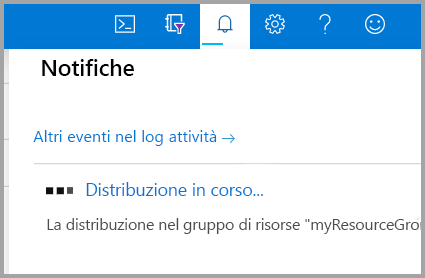 Notifiche
Altri eventi nel log attività →
Distribuzione in corso...
La distribuzione nel gruppo di risorse "myResourceGro